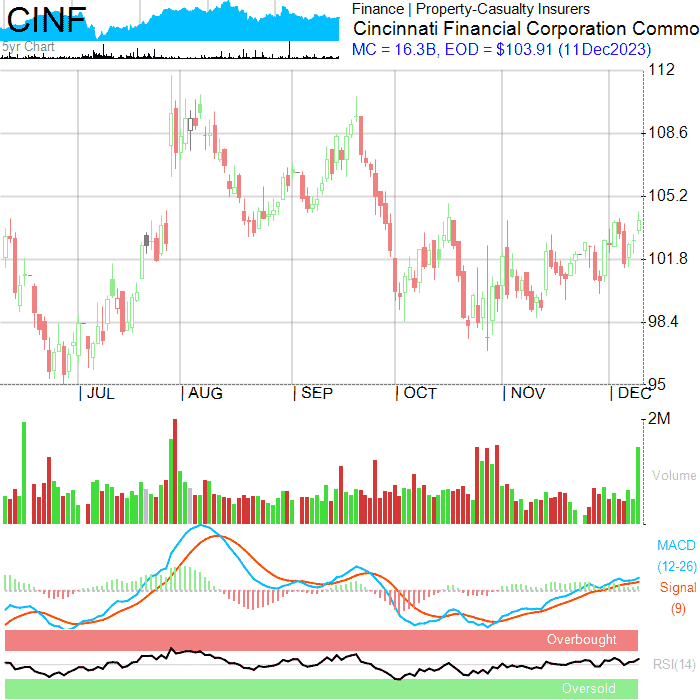 CINF
5yr Chart
Finance | Property-Casualty Insurers
Cincinnati Financial Corporation Commo
MC = 16.3B, EOD = $103.91 (11Dec2023)
112
108.6
105.2
101.8
98.4
95
| JUL
| AUG
| SEP
| OCT
| NOV
| DEC
2M
Volume
MACD
(12-26)
Signal
(9)
Overbought
RSI(14)
Oversold